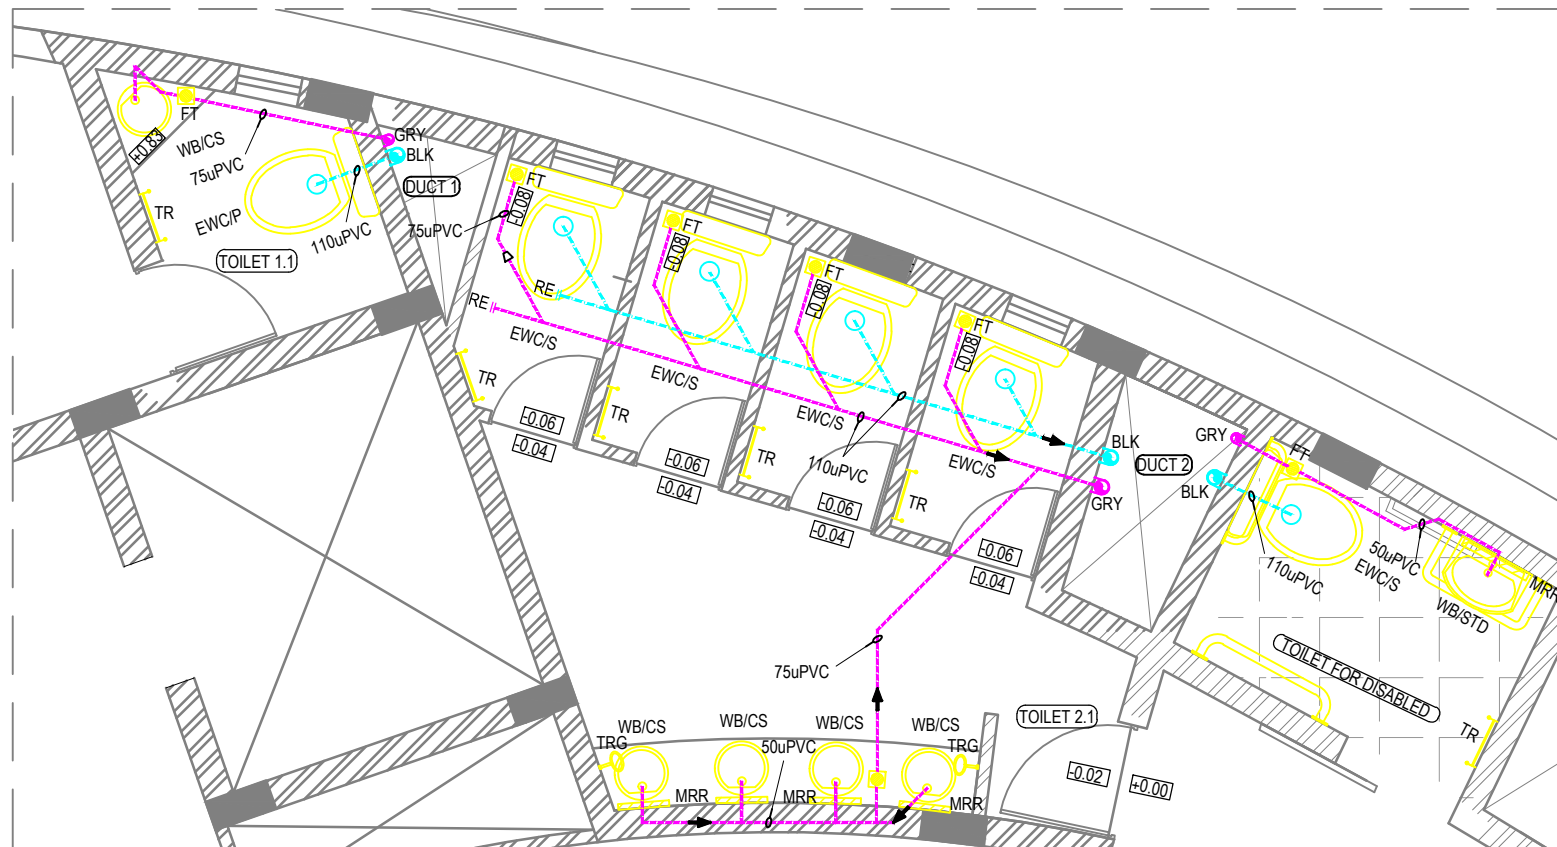 FT
+0.83
WB/CS
75uPVC
GRY
BLK
DUCT 1
TR
EWC/P
110uPVC
TOILET 1.1
FT
-0.08
75uPVC
RE
RE
EWC/S
TR
-0.06
-0.04
FT
-0.08
EWC/S
TR
-0.06
-0.04
FT
-0.08
EWC/S
TR
110uPVC
-0.06
-0.04
FT
-0.08
EWC/S
TR
-0.06
-0.04
BLK
GRY
DUCT 2
GRY
BLK
FT
110uPVC
50uPVC
EWC/S
WB/STD
MRR
TOILET FOR DISABLED
TR
75uPVC
TOILET 2.1
WB/CS
WB/CS
WB/CS
WB/CS
TRG
50uPVC
TRG
MRR
MRR
MRR
-0.02
+0.00